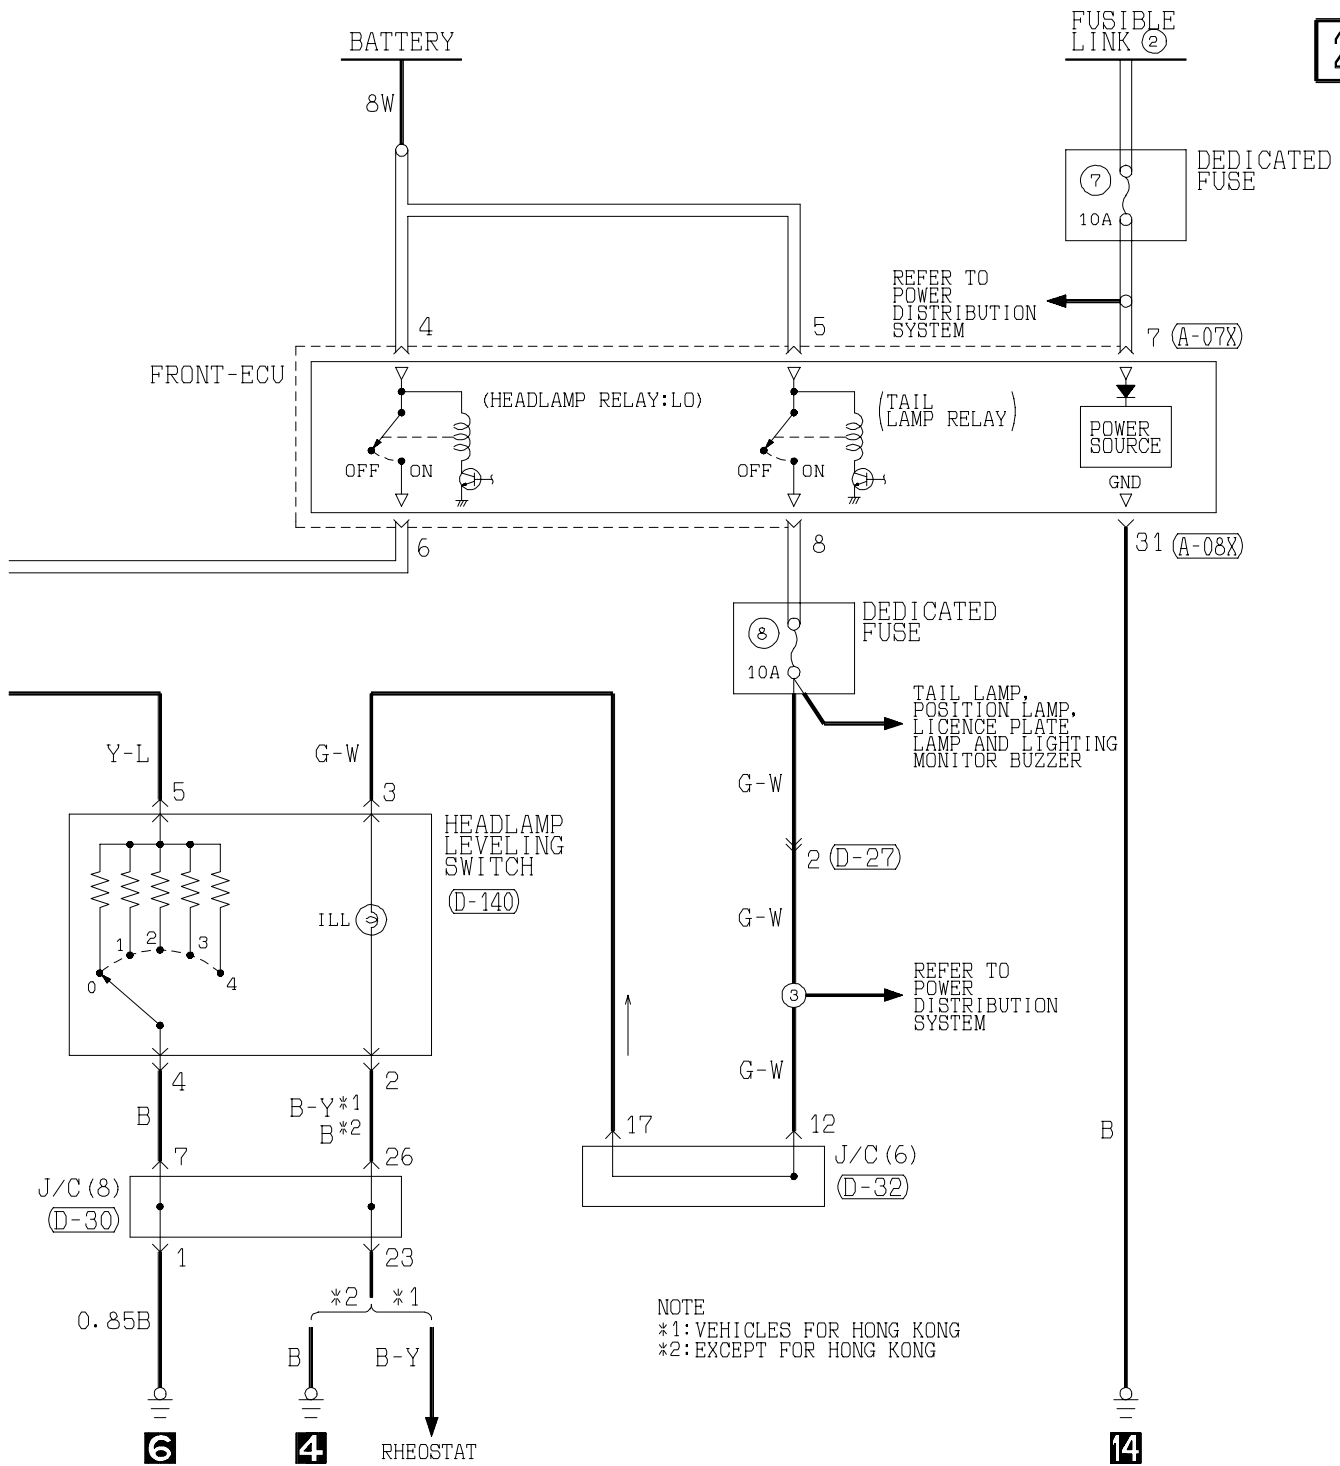 BATTERY
FUSIBLE
LINK 2
8W
DEDICATED
FUSE
7
10A
REFER TO
POWER
DISTRIBUTION
SYSTEM
4
5
7 (A-07X)
FRONT-ECU
(HEADLAMP RELAY:LO)
(TAIL
LAMP RELAY)
POWER
SOURCE
OFF
ON
OFF
ON
GND
6
8
31 (A-08X)
DEDICATED
FUSE
8
10A
TAIL LAMP,
POSITION LAMP,
LICENCE PLATE
LAMP AND LIGHTING
MONITOR BUZZER
Y-L
G-W
G-W
5
3
HEADLAMP
LEVELING
SWITCH
(D-140)
2 (D-27)
ILL
G-W
0
1
2
3
4
3
REFER TO
POWER
DISTRIBUTION
SYSTEM
G-W
4
2
B
B-Y*1
B*2
17
12
B
7
26
J/C(6)
(D-32)
J/C(8)
(D-30)
1
23
*2
*1
0.85B
NOTE
*1:VEHICLES FOR HONG KONG
*2:EXCEPT FOR HONG KONG
B
B-Y
6
4
RHEOSTAT
14